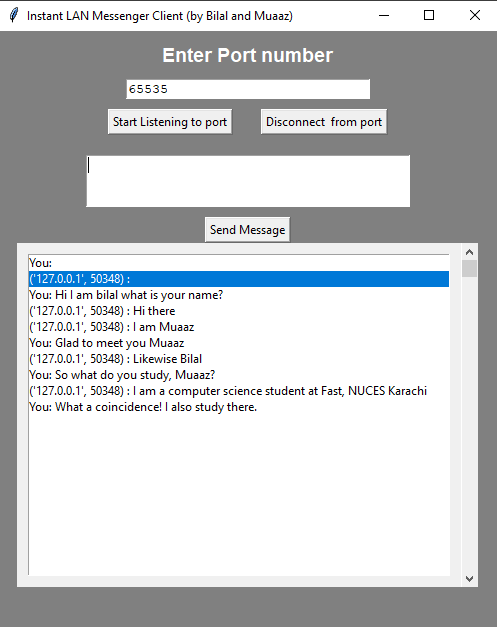 Instant LAN Messenger Client (by Bilal and Muaaz)
Enter Port number
65535
Start Listening to port Disconnect  from port
Send Message
You:
('127.0.0.1', 50348) :
You: Hi I am bilal what is your name?
('127.0.0.1', 50348) : Hi there
('127.0.0.1', 50348) : I am Muaaz
You: Glad to meet you Muaaz
('127.0.0.1', 50348) : Likewise Bilal
You: So what do you study, Muaaz?
('127.0.0.1', 50348) : I am a computer science student at Fast, NUCES Karachi
You: What a coincidence! I also study there.